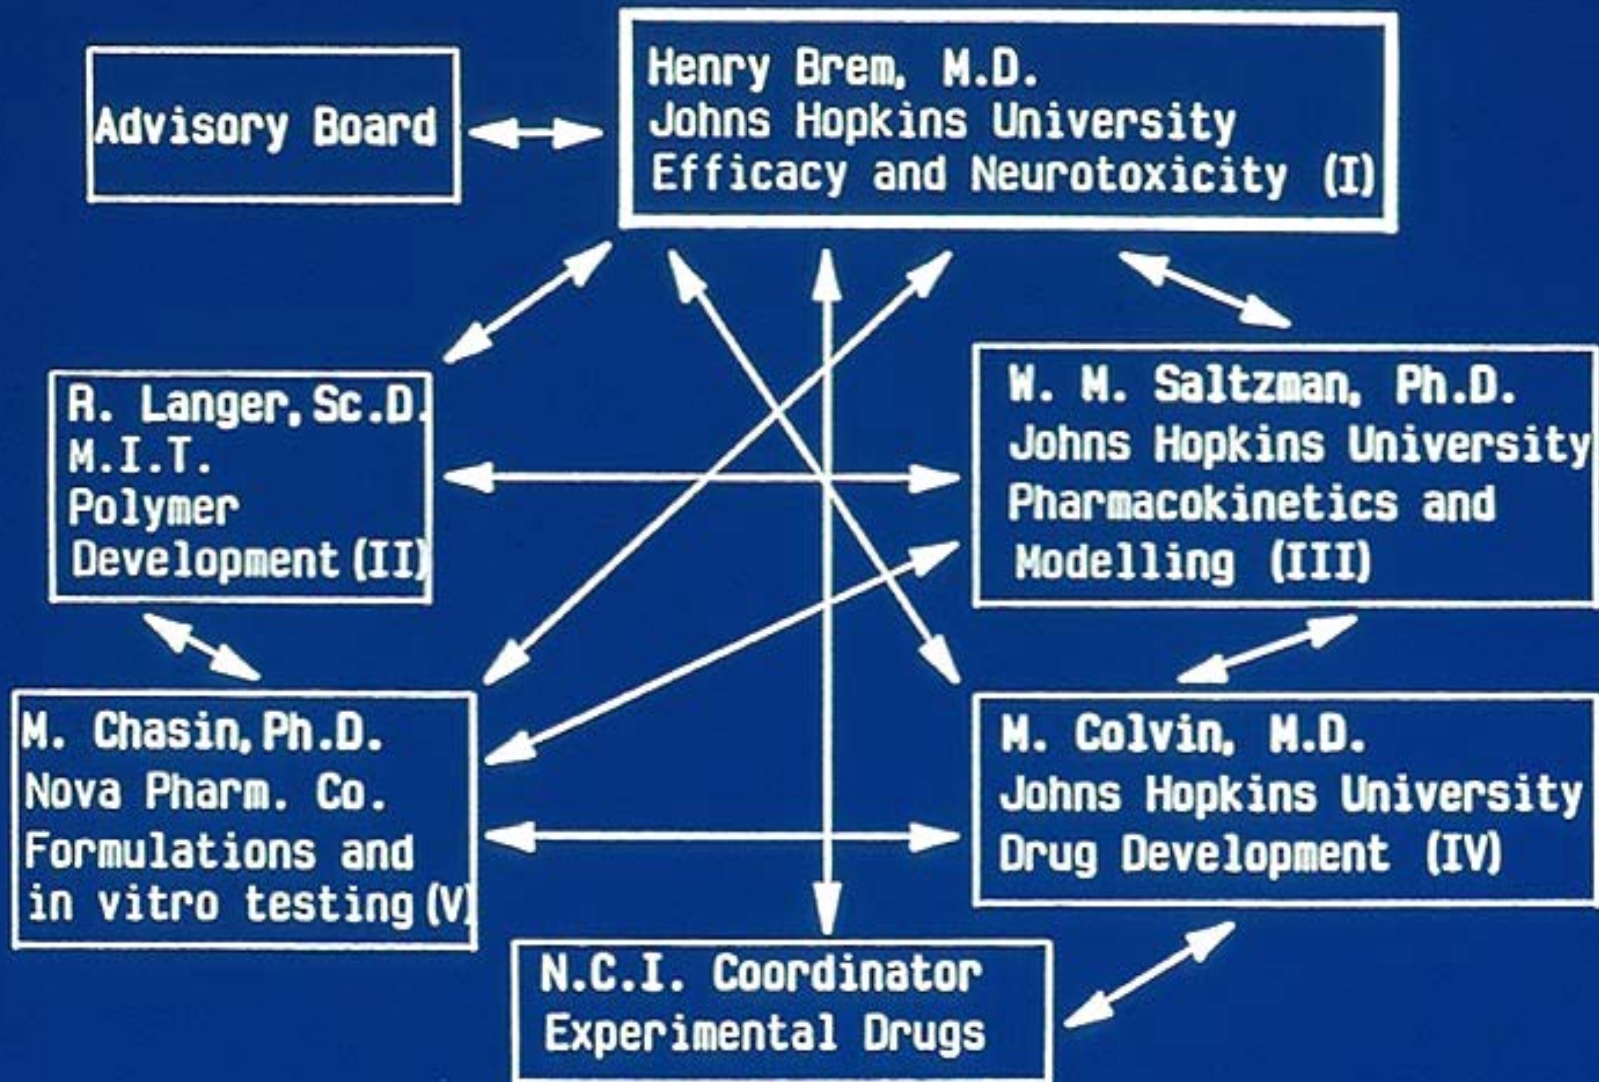 Advisory Board
Henry Brem, M.D.
Johns Hopkins University
Efficacy and Neurotoxicity (I)
R. Langer, Sc.D.
M.I.T.
Polymer
Development (II)
W. M. Saltzman, Ph.D.
Johns Hopkins University
Pharmacokinetics and
Modelling (III)
M. Chasin, Ph.D.
Nova Pharm. Co.
Formulations and
in vitro testing (V)
M. Colvin, M.D.
Johns Hopkins University
Drug Development (IV)
N.C.I. Coordinator
Experimental Drugs